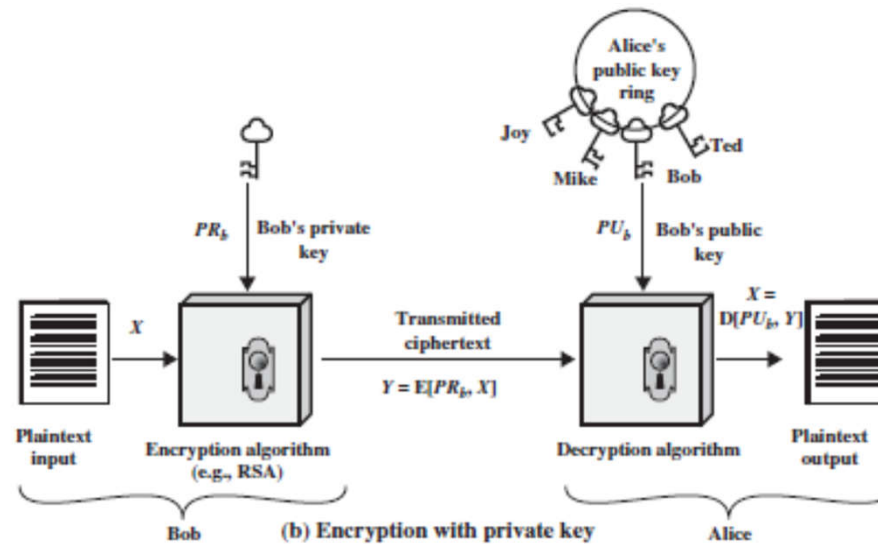 Alice's
public key
ring
Joy
Ted
Mike
Bob
PR_b
Bob's private
key
PU_b
Bob's public
key
X
Transmitted
ciphertext
X =
D[PU_b, Y]
Y = E[PR_b, X]
Plaintext
input
Encryption algorithm
(e.g., RSA)
Decryption algorithm
Plaintext
output
Bob
(b) Encryption with private key
Alice